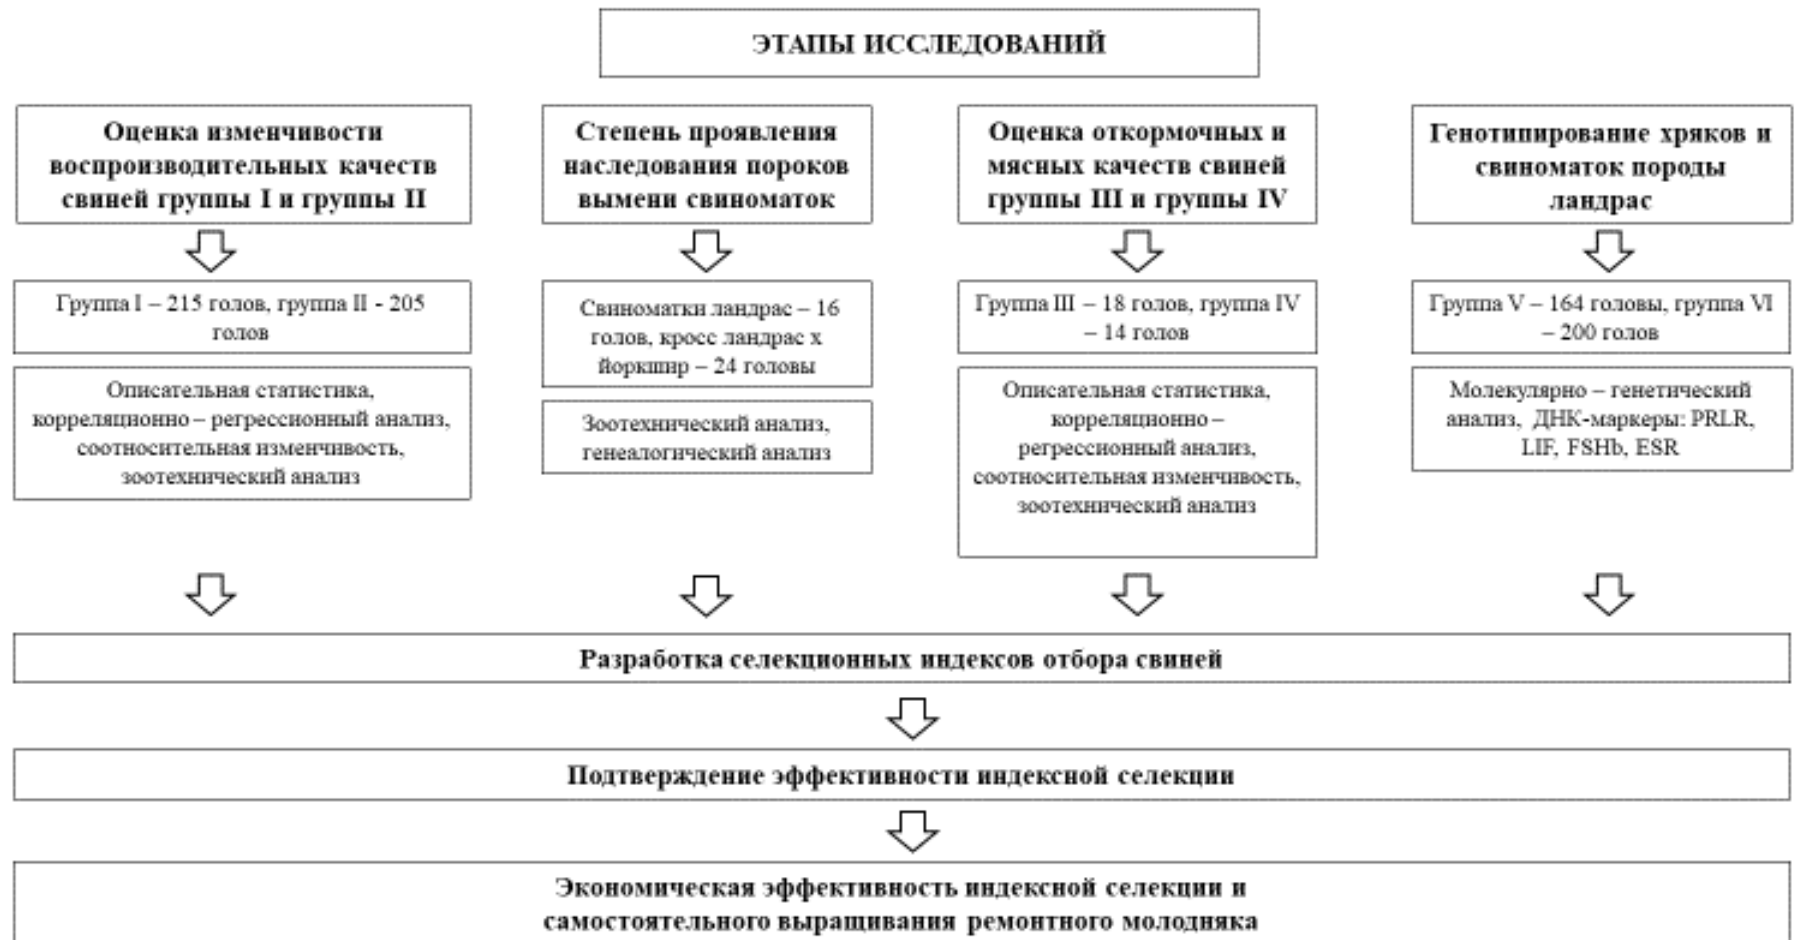 ЭТАПЫ ИССЛЕДОВАНИЙ
Оценка изменчивости
воспроизводительных качеств
свиней группы I и группы II
Группа I – 215 голов, группа II - 205
голов
Описательная статистика,
корреляционно – регрессионный анализ,
соотносительная изменчивость,
зоотехнический анализ
Степень проявления
наследования пороков
вымени свиноматок
Свиноматки ландрас – 16
голов, кросс ландрас х
йоркшир – 24 головы
Зоотехнический анализ,
генеалогический анализ
Оценка откормочных и
мясных качеств свиней
группы III и группы IV
Группа III – 18 голов, группа IV
– 14 голов
Описательная статистика,
корреляционно –
регрессионный анализ,
соотносительная изменчивость,
зоотехнический анализ
Генотипирование хряков и
свиноматок породы
ландрас
Группа V – 164 головы, группа VI
– 200 голов
Молекулярно – генетический
анализ, ДНК-маркеры: PRLR,
LIF, FSHb, ESR
Разработка селекционных индексов отбора свиней
Подтверждение эффективности индексной селекции
Экономическая эффективность индексной селекции и
самостоятельного выращивания ремонтного молодняка